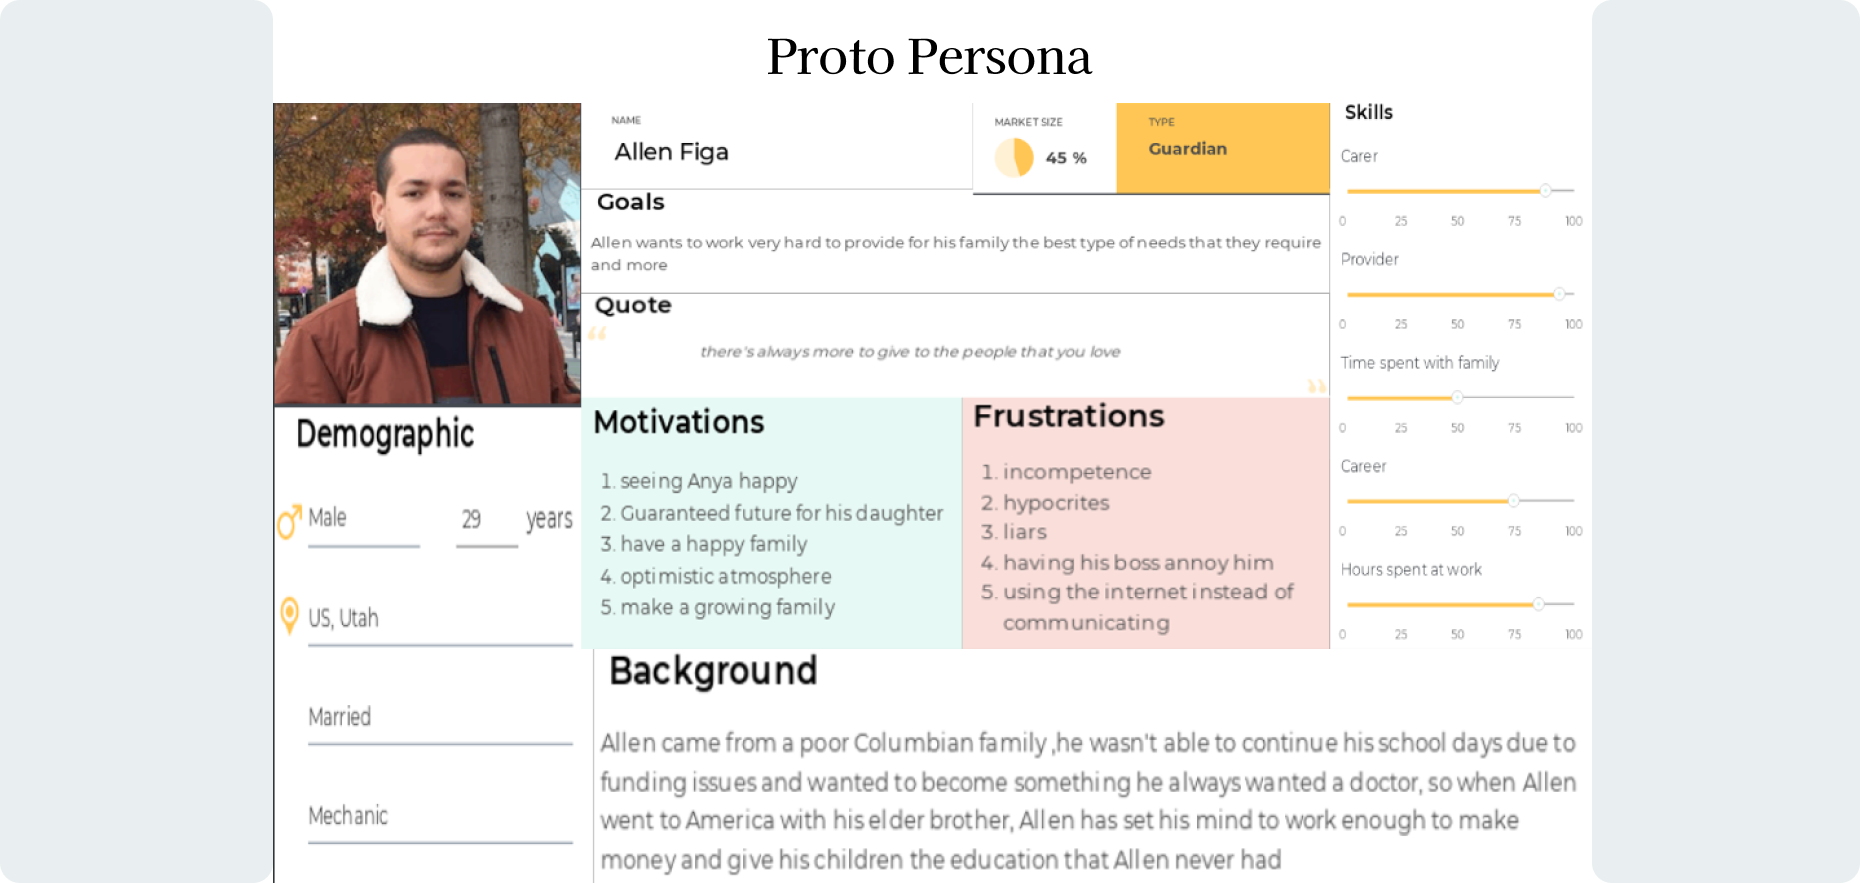 Proto Persona
NAME
Allen Figa
MARKET SIZE
45 %
TYPE
Guardian
Goals
Allen wants to work very hard to provide for his family the best type of needs that they require
and more
Quote
“
there's always more to give to the people that you love
”
Motivations
1. seeing Anya happy
2. Guaranteed future for his daughter
3. have a happy family
4. optimistic atmosphere
5. make a growing family
Frustrations
1. incompetence
2. hypocrites
3. liars
4. having his boss annoy him
5. using the internet instead of
communicating
Skills
Carer
0 25 50 75 100
Provider
0 25 50 75 100
Time spent with family
0 25 50 75 100
Career
0 25 50 75 100
Hours spent at work
0 25 50 75 100
Demographic
Male 29 years
US, Utah
Married
Mechanic
Background
Allen came from a poor Columbian family ,he wasn't able to continue his school days due to
funding issues and wanted to become something he always wanted a doctor, so when Allen
went to America with his elder brother, Allen has set his mind to work enough to make
money and give his children the education that Allen never had